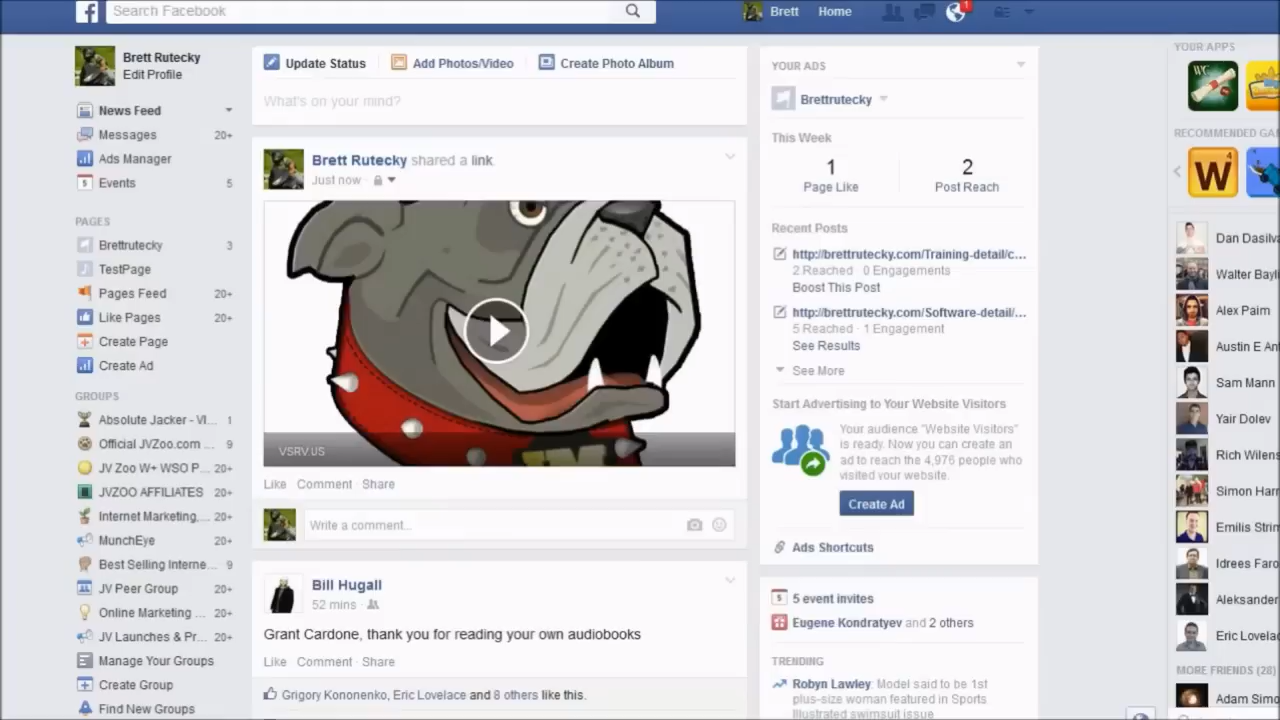 Search Facebook
Brett
Home
1
Brett Rutecky
Edit Profile
News Feed
Messages 20+
Ads Manager
Events 5
PAGES
Brettrutecky 3
TestPage
Pages Feed 20+
Like Pages 20+
Create Page
Create Ad
GROUPS
Absolute Jacker - VI... 1
Official JVZoo.com ... 9
JV Zoo W+ WSO P... 20+
JVZOO AFFILIATES 20+
Internet Marketing,... 20+
MunchEye 20+
Best Selling Interne... 9
JV Peer Group 20+
Online Marketing ... 20+
JV Launches & Pr... 20+
Manage Your Groups
Create Group
Find New Groups
Update Status
Add Photos/Video
Create Photo Album
What's on your mind?
Brett Rutecky shared a link
Just now
VSRV.US
Like Comment · Share
Write a comment...
Bill Hugall
52 mins
Grant Cardone, thank you for reading your own audiobooks
Like · Comment · Share
Grigory Kononenko, Eric Lovelace and 8 others like this.
YOUR ADS
Brettrutecky
This Week
1
Page Like
2
Post Reach
Recent Posts
http://brettrutecky.com/Training-detail/c...
2 Reached · 0 Engagements
Boost This Post
http://brettrutecky.com/Software-detail/...
5 Reached · 1 Engagement
See Results
See More
Start Advertising to Your Website Visitors
Your audience "Website Visitors"
is ready. Now you can create an
ad to reach the 4,976 people who
visited your website.
Create Ad
Ads Shortcuts
5 event invites
Eugene Kondratyev and 2 others
TRENDING
Robyn Lawley: Model said to be 1st
plus-size woman featured in Sports
Illustrated swimsuit issue
YOUR APPS
RECOMMENDED GA
W
Dan Dasilv
Walter Bayl
Alex Paim
Austin E An
Sam Mann
Yair Dolev
Rich Wilens
Simon Harr
Emilis Strim
Idrees Faro
Aleksander
Eric Lovela
MORE FRIENDS (28)
Adam Sim